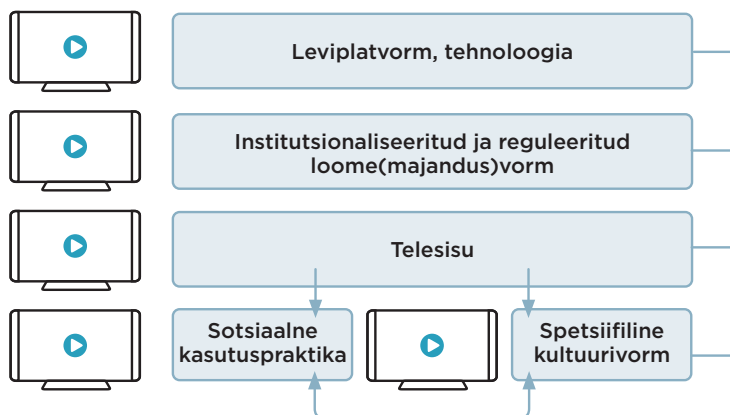 Leviplatvorm, tehnoloogia
Institutsionaliseeritud ja reguleeritud
loome(majandus)vorm
Telesisu
Sotsiaalne
kasutuspraktika
Spetsiifiline
kultuurivorm